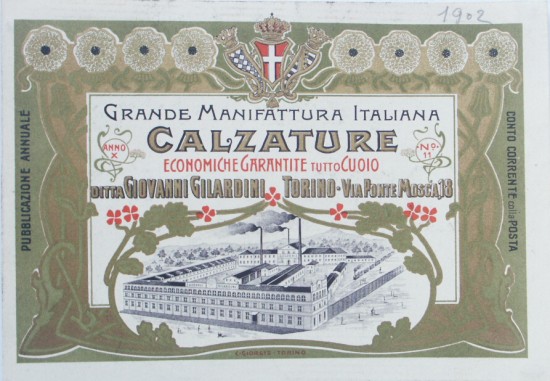 1902
GRANDE MANIFATTURA ITALIANA
CALZATURE
ANNO X
No. 11
ECONOMICHE GARANTITE TUTTO CUOIO
DITTA GIOVANNI GILARDINI TORINO - VIA PONTE MOSCA, 18
PUBBLICAZIONE ANNUALE
CONTO CORRENTE colla POSTA